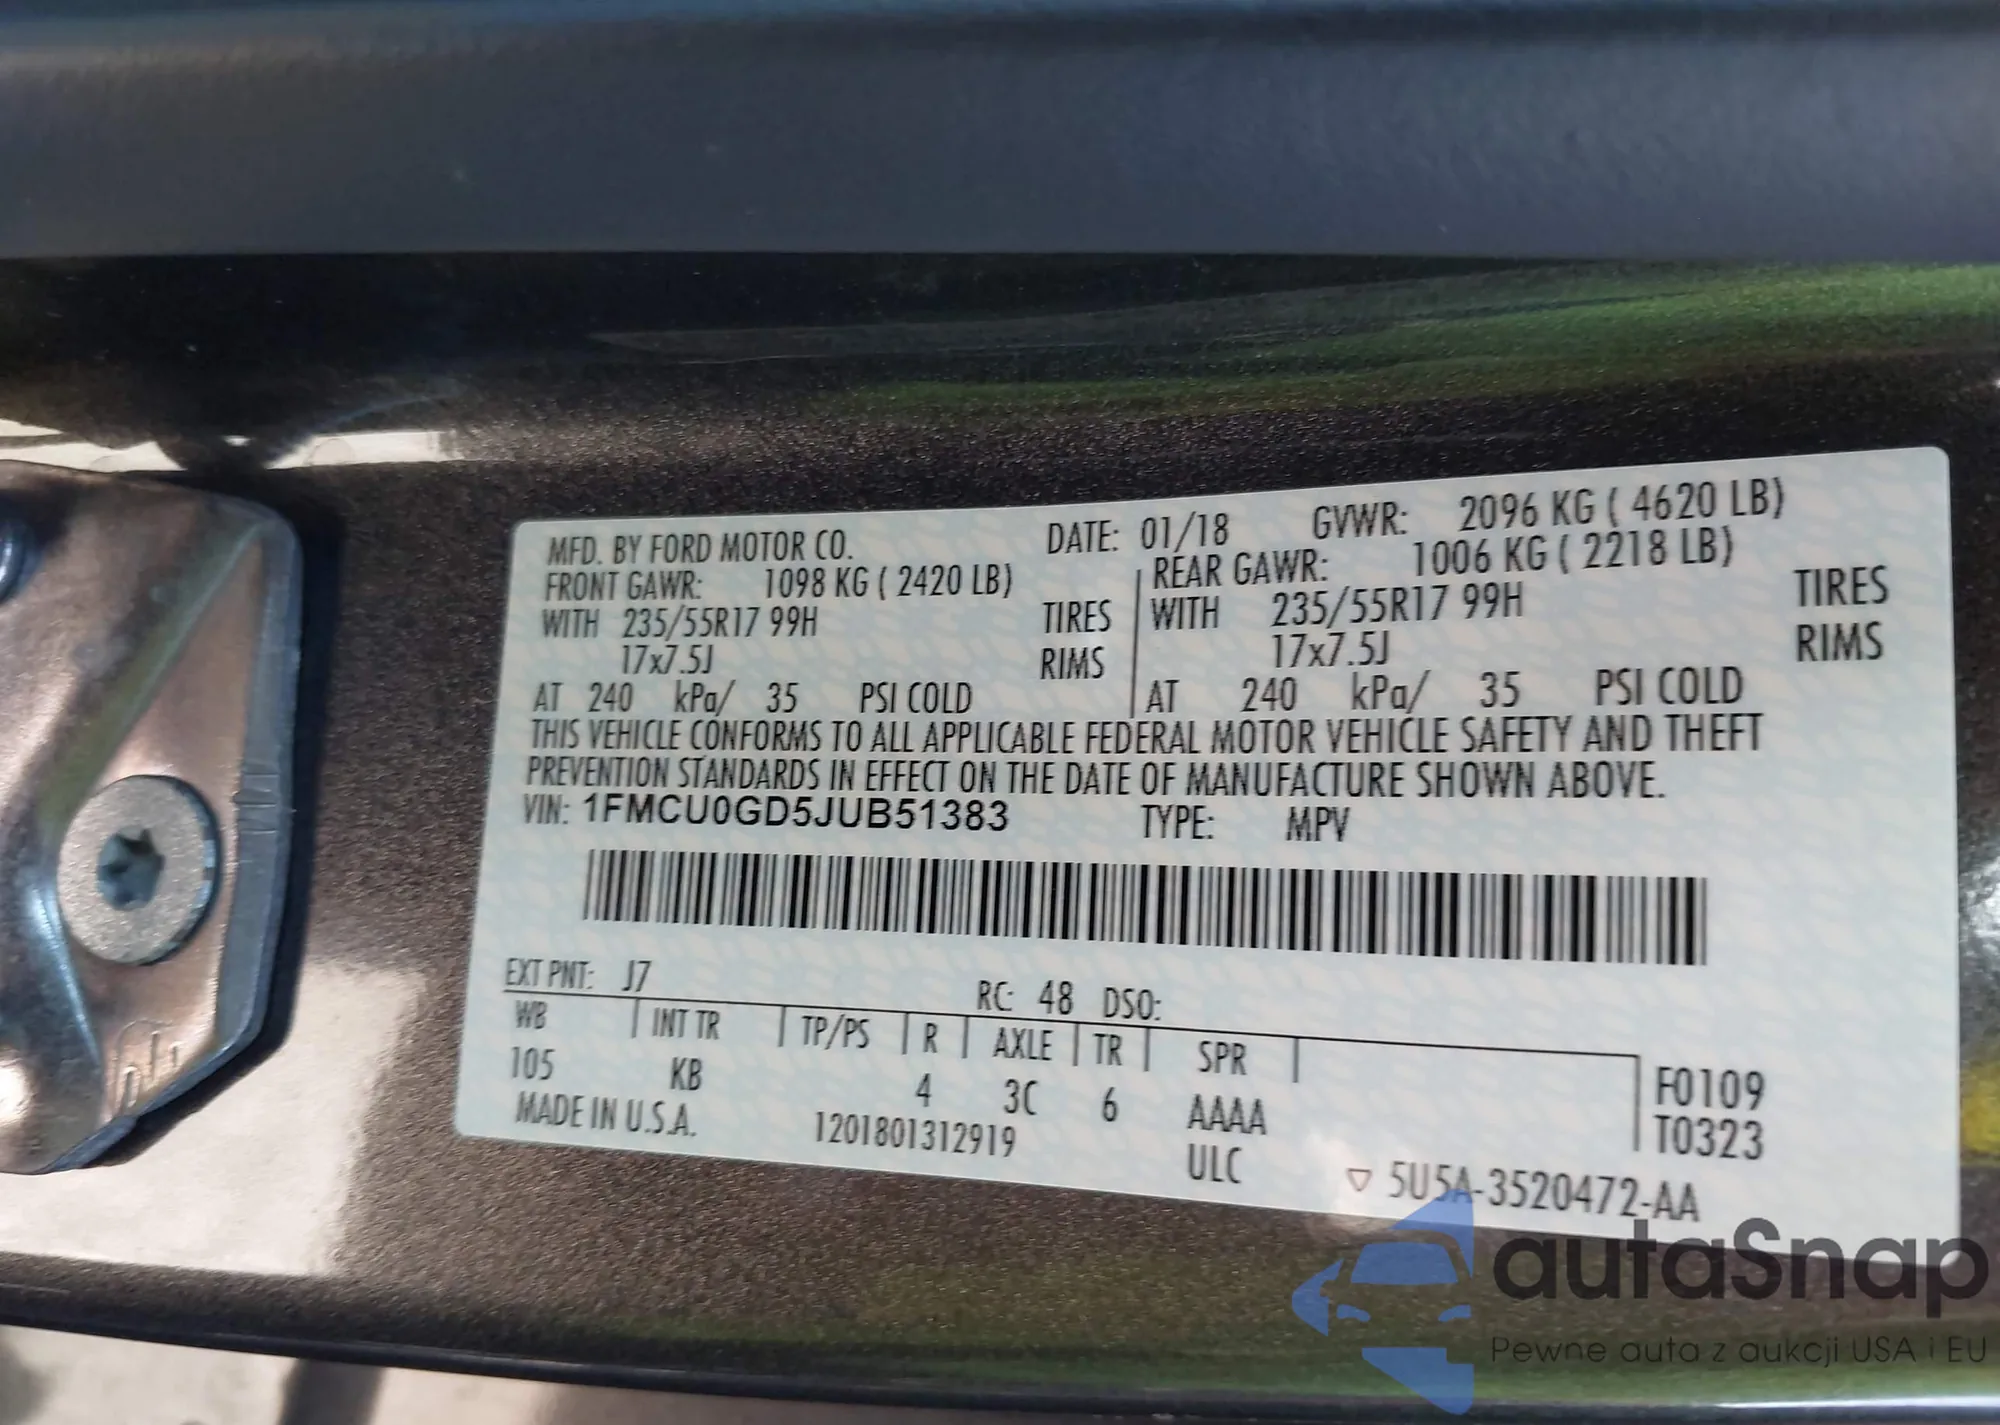 MFD. BY FORD MOTOR CO. DATE: 01/18 GVWR: 2096 KG ( 4620 LB)
FRONT GAWR: 1098 KG ( 2420 LB) REAR GAWR: 1006 KG ( 2218 LB)
WITH 235/55R17 99H TIRES WITH 235/55R17 99H TIRES
17x7.5J RIMS 17x7.5J RIMS
AT 240 kPa/ 35 PSI COLD AT 240 kPa/ 35 PSI COLD
THIS VEHICLE CONFORMS TO ALL APPLICABLE FEDERAL MOTOR VEHICLE SAFETY AND THEFT
PREVENTION STANDARDS IN EFFECT ON THE DATE OF MANUFACTURE SHOWN ABOVE.
VIN: 1FMCU0GD5JUB51383 TYPE: MPV
EXT PNT: J7 RC: 48 DSO:
WB INT TR TP/PS R AXLE TR SPR
105 KB 4 3C 6 AAAA F0109
MADE IN U.S.A. 1201801312919 ULC T0323
▽ 5U5A-3520472-AA
autaSnap
Pewne auta z aukcji USA i EU